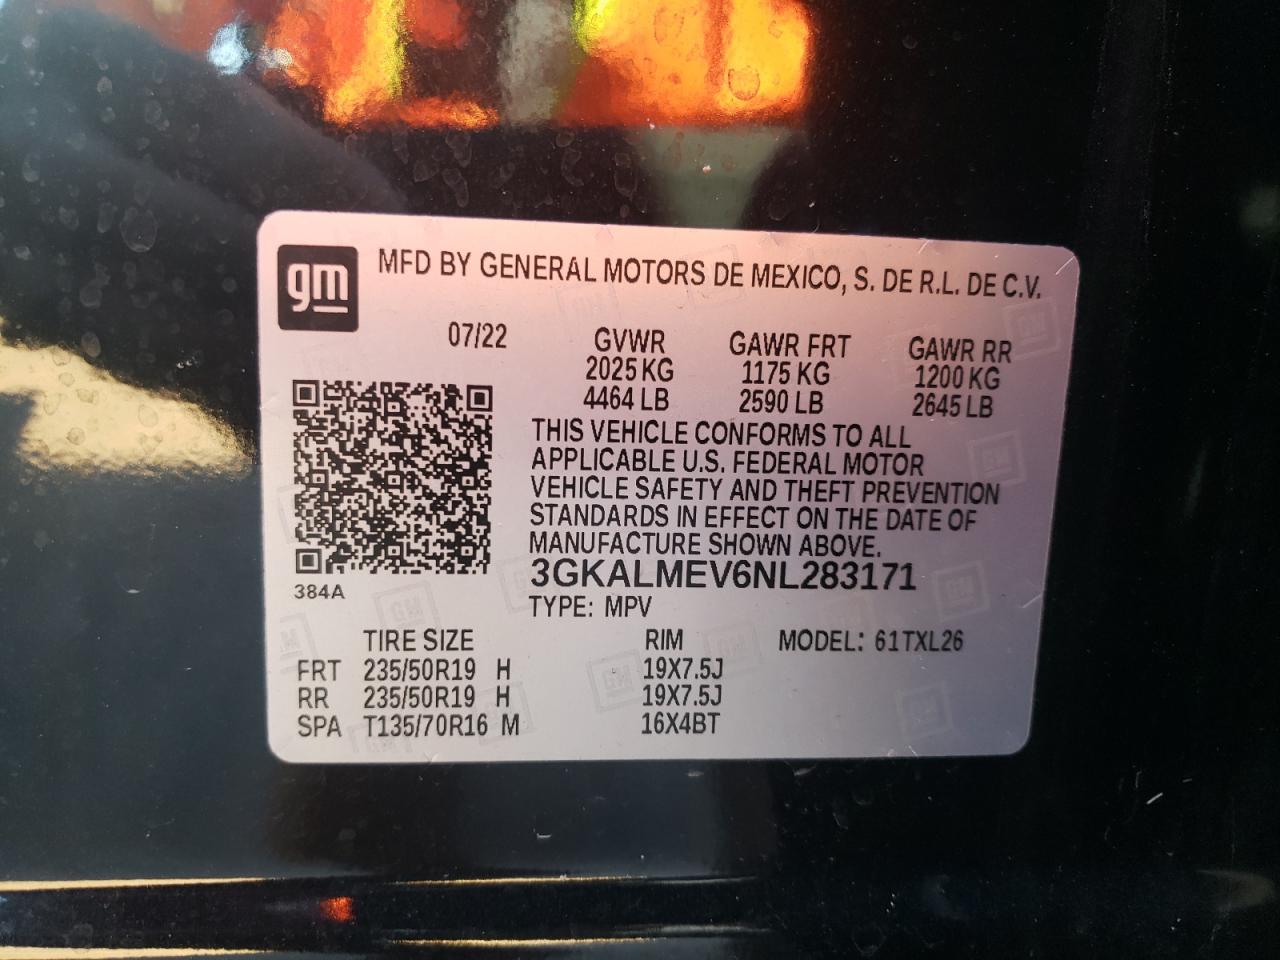 gm
MFD BY GENERAL MOTORS DE MEXICO, S. DE R.L. DE C.V.
07/22 GVWR GAWR FRT GAWR RR
2025 KG 1175 KG 1200 KG
4464 LB 2590 LB 2645 LB
THIS VEHICLE CONFORMS TO ALL
APPLICABLE U.S. FEDERAL MOTOR
VEHICLE SAFETY AND THEFT PREVENTION
STANDARDS IN EFFECT ON THE DATE OF
MANUFACTURE SHOWN ABOVE.
3GKALMEV6NL283171
384A
TYPE: MPV
TIRE SIZE RIM MODEL: 61TXL26
FRT 235/50R19 H 19X7.5J
RR 235/50R19 H 19X7.5J
SPA T135/70R16 M 16X4BT